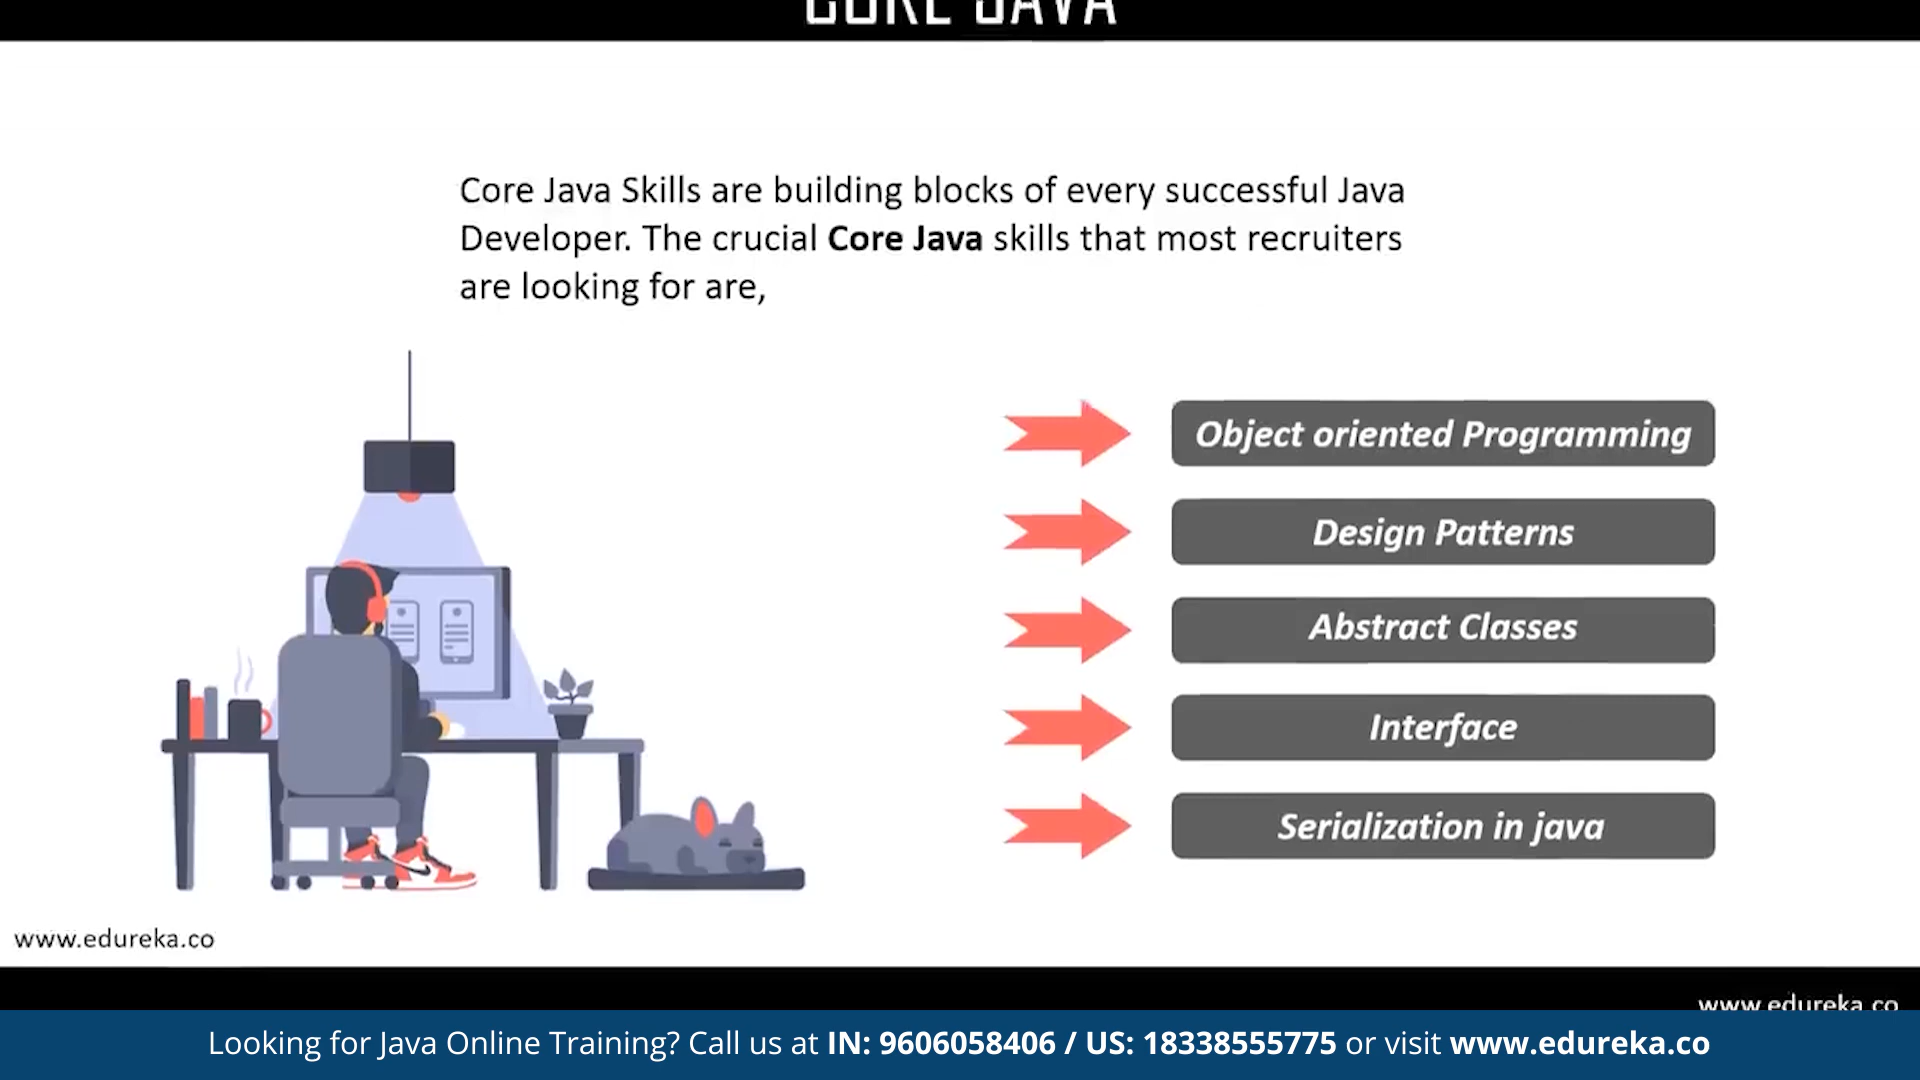 CORE JAVA
Core Java Skills are building blocks of every successful Java
Developer. The crucial Core Java skills that most recruiters
are looking for are,
Object oriented Programming
Design Patterns
Abstract Classes
Interface
Serialization in java
www.edureka.co
www.edureka.co
Looking for Java Online Training? Call us at IN: 9606058406 / US: 18338555775 or visit www.edureka.co